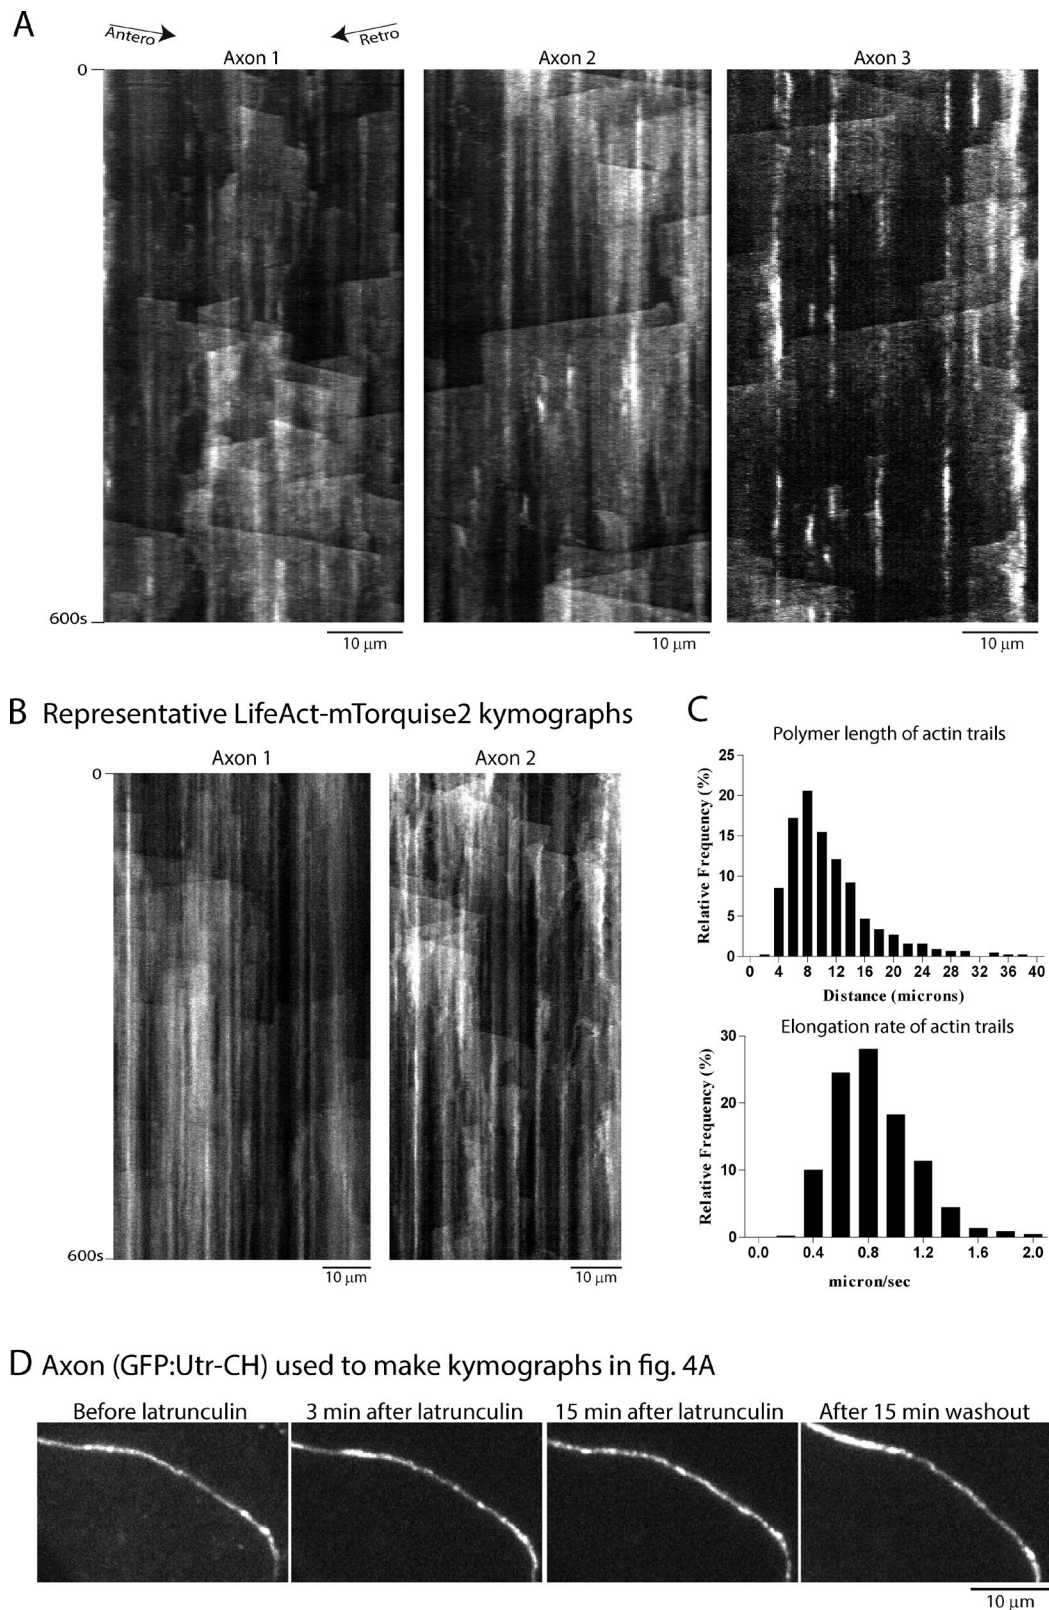 A
Antero
Retro
Axon 1
Axon 2
Axon 3
0
600s
10 μm
10 μm
10 μm
B Representative LifeAct-mTorquise2 kymographs
Axon 1
Axon 2
0
600s
10 μm
10 μm
C
Polymer length of actin trails
Relative Frequency (%)
25
20
15
10
5
0
0 4 8 12 16 20 24 28 32 36 40
Distance (microns)
Elongation rate of actin trails
Relative Frequency (%)
30
20
10
0
0.0 0.4 0.8 1.2 1.6 2.0
micron/sec
D Axon (GFP:Utr-CH) used to make kymographs in fig. 4A
Before latrunculin
3 min after latrunculin
15 min after latrunculin
After 15 min washout
10 μm